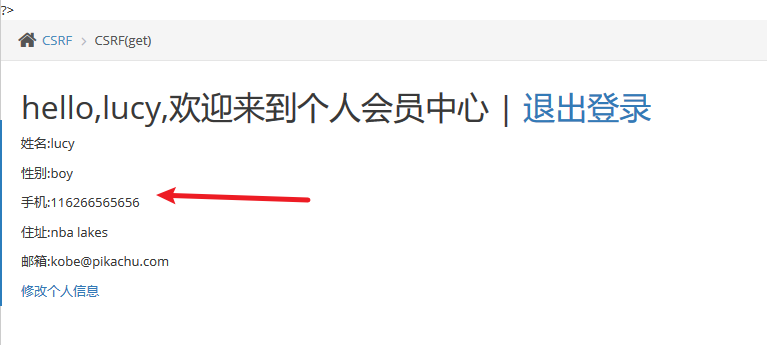 ?>
CSRF > CSRF(get)
hello,lucy,欢迎来到个人会员中心 | 退出登录
姓名:lucy
性别:boy
手机:116266565656
住址:nba lakes
邮箱:kobe@pikachu.com
修改个人信息